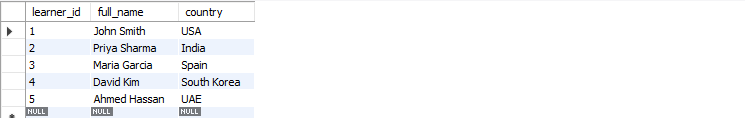 learner_id full_name country
1 John Smith USA
2 Priya Sharma India
3 Maria Garcia Spain
4 David Kim South Korea
5 Ahmed Hassan UAE
NULL NULL NULL